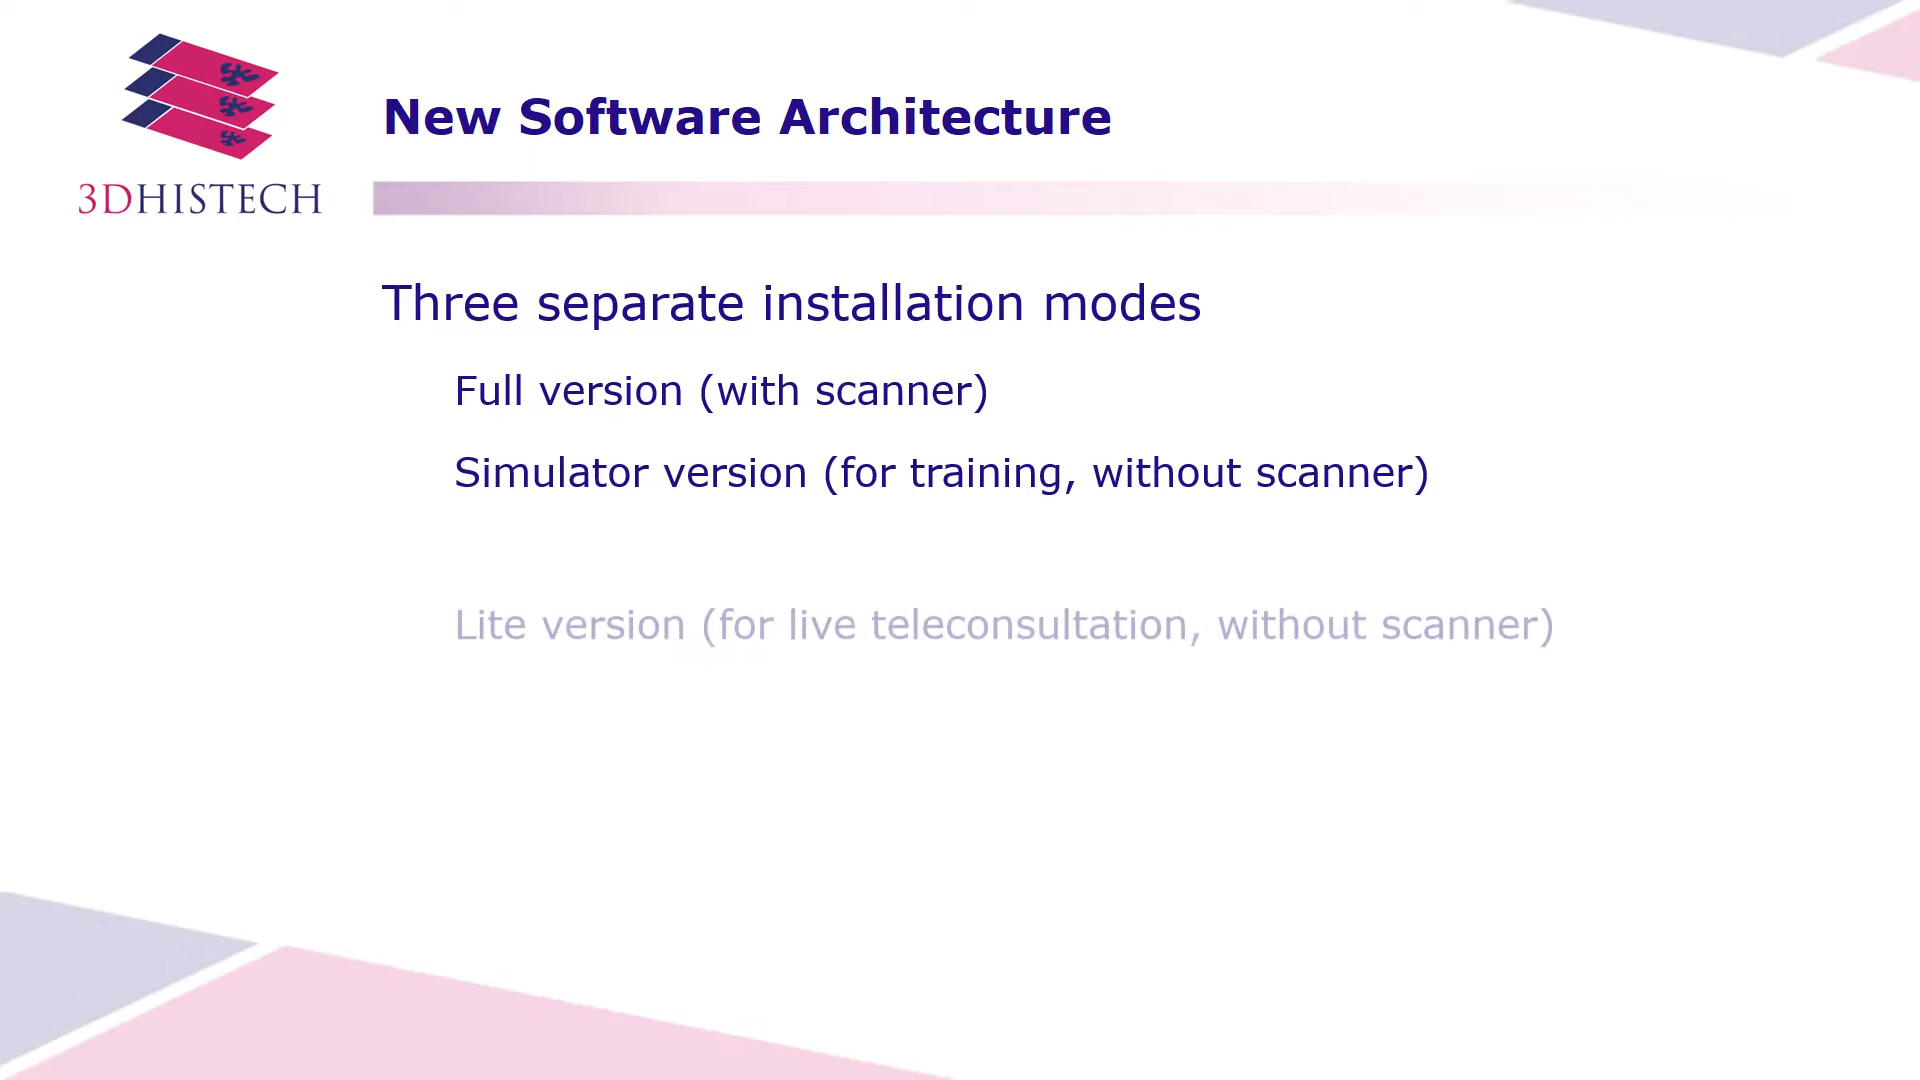 3DHISTECH
New Software Architecture
Three separate installation modes
Full version (with scanner)
Simulator version (for training, without scanner)
Lite version (for live teleconsultation, without scanner)